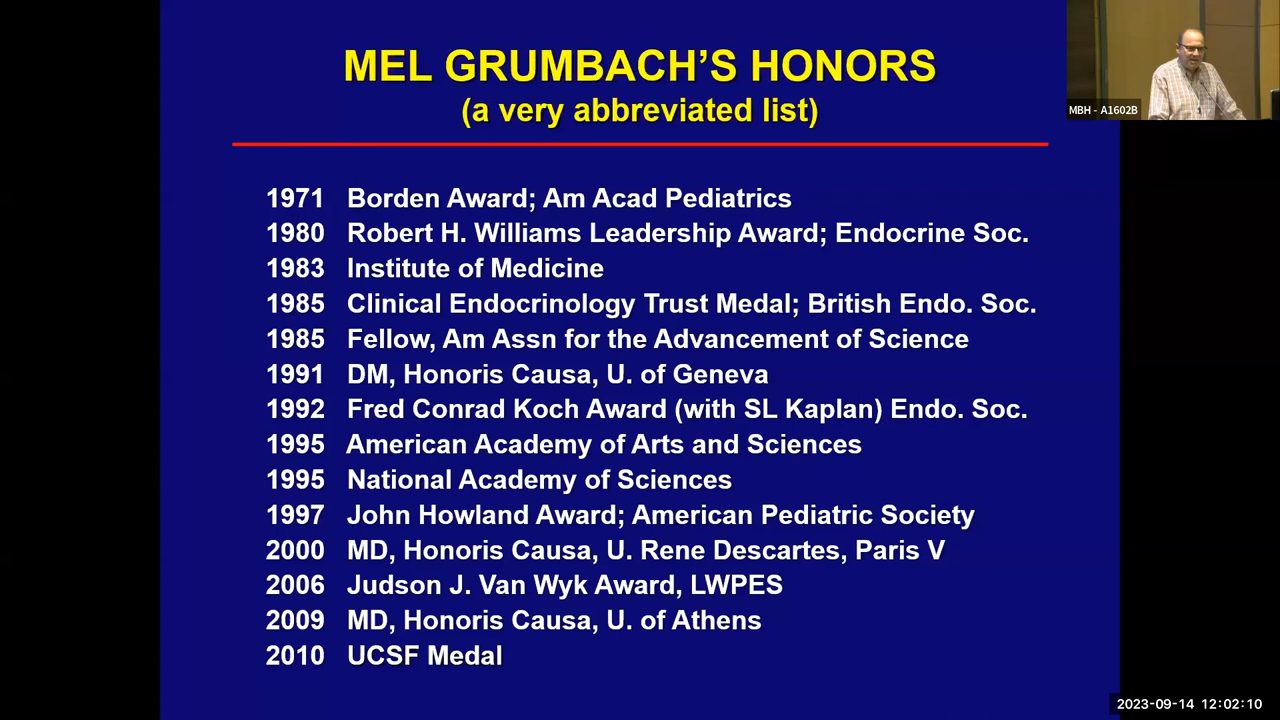 MEL GRUMBACH'S HONORS
(a very abbreviated list)
MBH - A1602B
1971 Borden Award; Am Acad Pediatrics
1980 Robert H. Williams Leadership Award; Endocrine Soc.
1983 Institute of Medicine
1985 Clinical Endocrinology Trust Medal; British Endo. Soc.
1985 Fellow, Am Assn for the Advancement of Science
1991 DM, Honoris Causa, U. of Geneva
1992 Fred Conrad Koch Award (with SL Kaplan) Endo. Soc.
1995 American Academy of Arts and Sciences
1995 National Academy of Sciences
1997 John Howland Award; American Pediatric Society
2000 MD, Honoris Causa, U. Rene Descartes, Paris V
2006 Judson J. Van Wyk Award, LWPES
2009 MD, Honoris Causa, U. of Athens
2010 UCSF Medal
2023-09-14 12:02:10